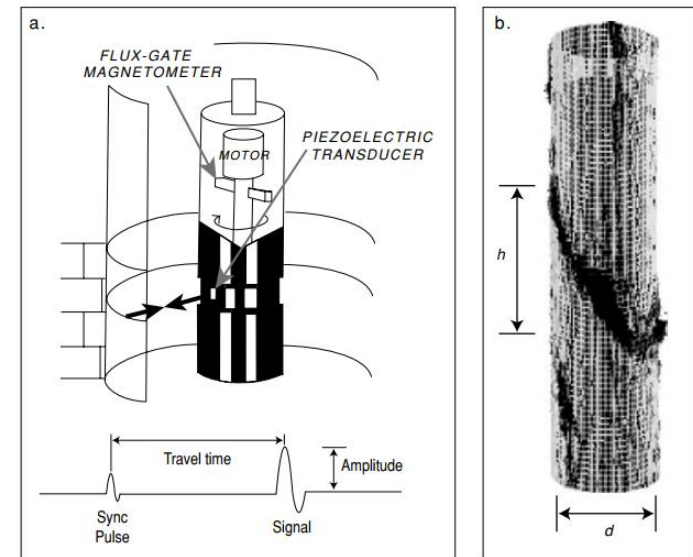 a.
FLUX-GATE
MAGNETOMETER
MOTOR
PIEZOELECTRIC
TRANSDUCER
Travel time
Amplitude
Sync
Pulse
Signal
b.
h
d